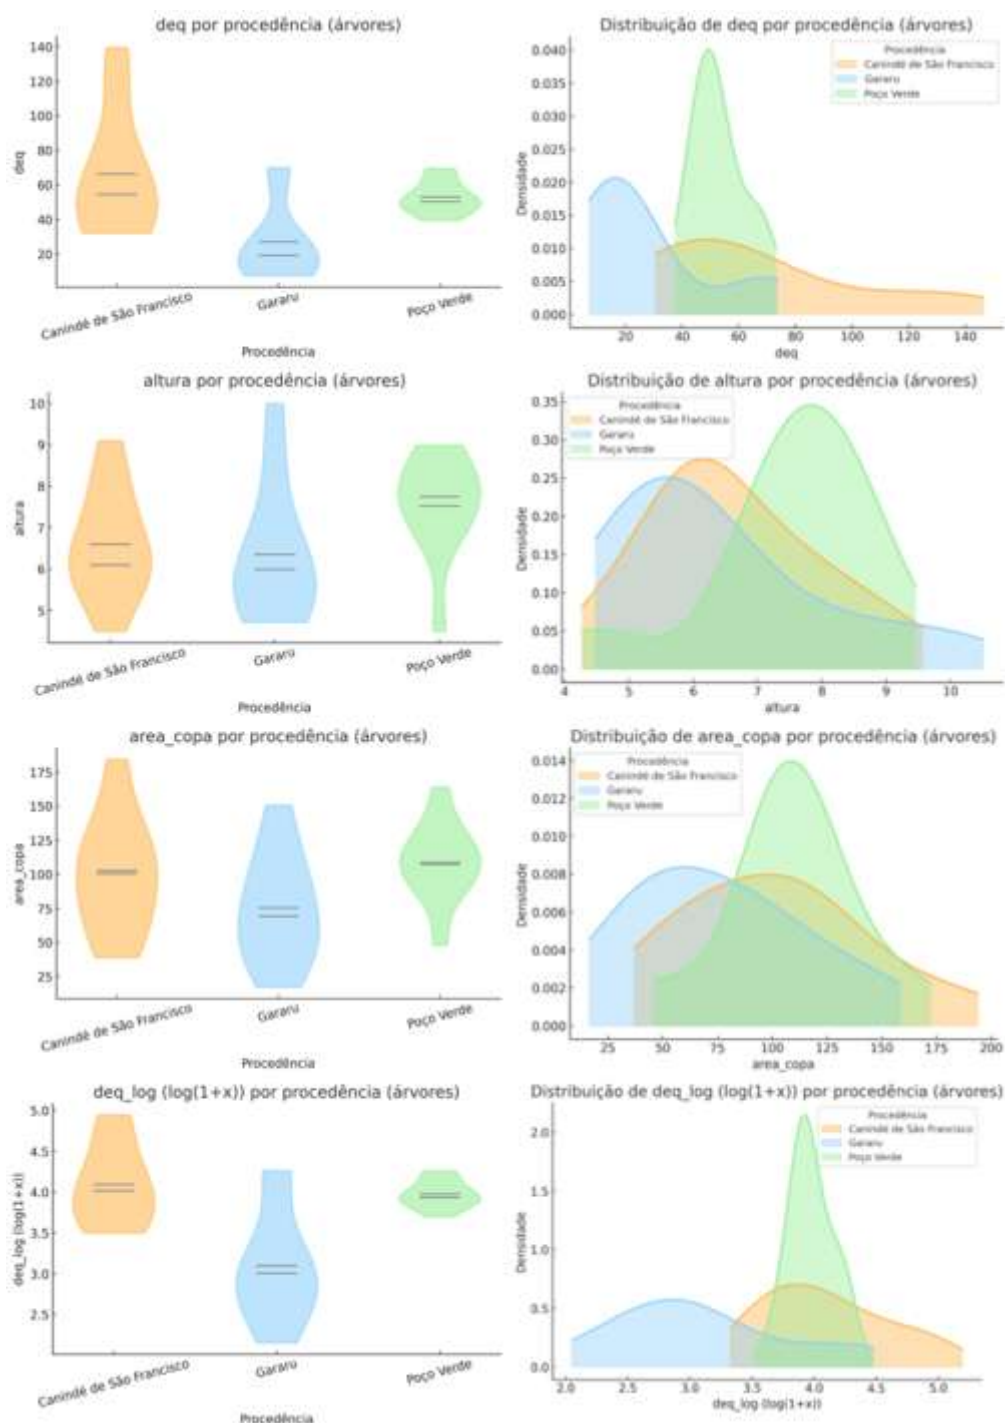 deq por procedência (árvores)
140
120
100
80
60
40
20
deq
Canindé de São Francisco
Gararu
Poço Verde
Procedência
Distribuição de deq por procedência (árvores)
Procedência
Canindé de São Francisco
Gararu
Poço Verde
0.040
0.035
0.030
0.025
0.020
0.015
0.010
0.005
0.000
Densidade
20 40 60 80 100 120 140
deq
altura por procedência (árvores)
10
9
8
7
6
5
altura
Canindé de São Francisco
Gararu
Poço Verde
Procedência
Distribuição de altura por procedência (árvores)
Procedência
Canindé de São Francisco
Gararu
Poço Verde
0.35
0.30
0.25
0.20
0.15
0.10
0.05
0.00
Densidade
4 5 6 7 8 9 10
altura
area_copa por procedência (árvores)
175
150
125
100
75
50
25
area_copa
Canindé de São Francisco
Gararu
Poço Verde
Procedência
Distribuição de area_copa por procedência (árvores)
Procedência
Canindé de São Francisco
Gararu
Poço Verde
0.014
0.012
0.010
0.008
0.006
0.004
0.002
0.000
Densidade
25 50 75 100 125 150 175 200
area_copa
deq_log (log(1+x)) por procedência (árvores)
5.0
4.5
4.0
3.5
3.0
2.5
deq_log (log(1+x))
Canindé de São Francisco
Gararu
Poço Verde
Procedência
Distribuição de deq_log (log(1+x)) por procedência (árvores)
Procedência
Canindé de São Francisco
Gararu
Poço Verde
2.0
1.5
1.0
0.5
0.0
Densidade
2.0 2.5 3.0 3.5 4.0 4.5 5.0
deq_log (log(1+x))